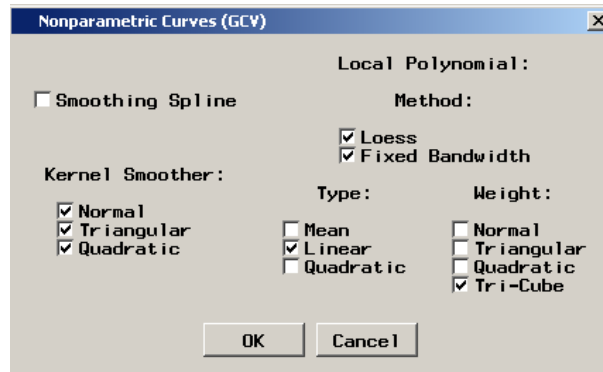 Nonparametric Curves (GCV)
Local Polynomial:
Smoothing Spline
Method:
Loess
Fixed Bandwidth
Kernel Smoother:
Normal
Triangular
Quadratic
Type:
Mean
Linear
Quadratic
Weight:
Normal
Triangular
Quadratic
Tri-Cube
OK
Cancel